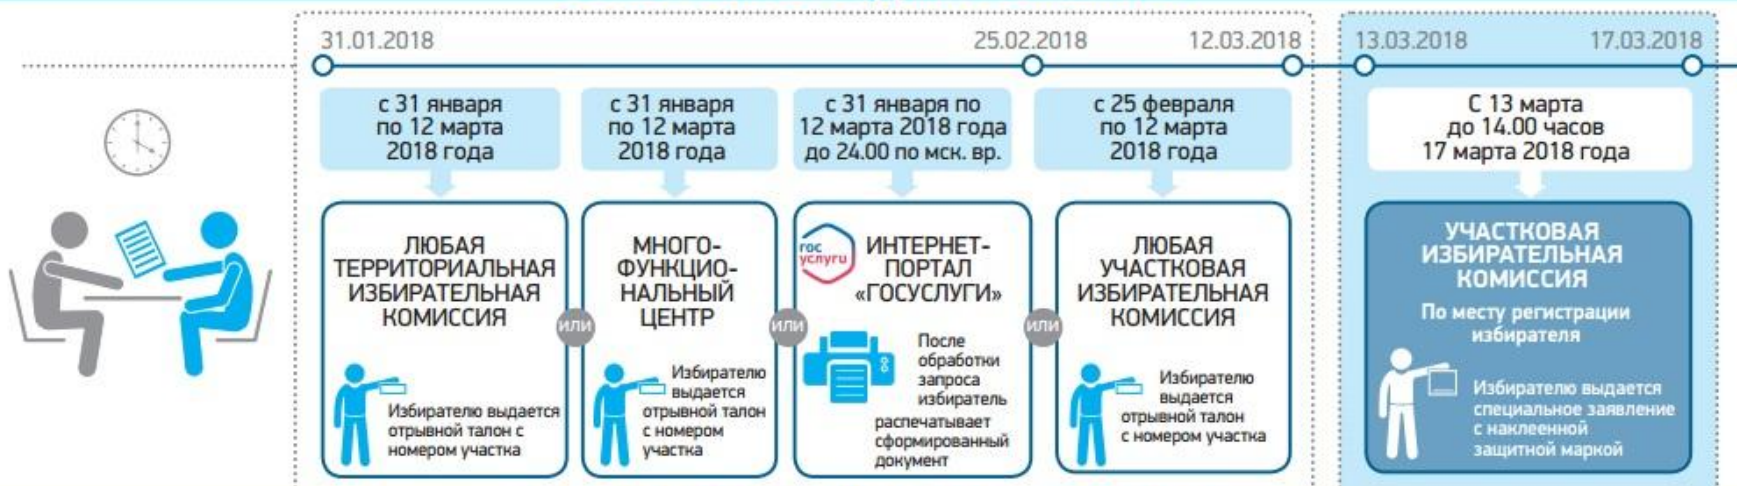 31.01.2018
25.02.2018
12.03.2018
13.03.2018
17.03.2018
с 31 января
по 12 марта
2018 года
с 31 января
по 12 марта
2018 года
с 31 января по
12 марта 2018 года
до 24.00 по мск. вр.
с 25 февраля
по 12 марта
2018 года
С 13 марта
до 14.00 часов
17 марта 2018 года
ЛЮБАЯ
ТЕРРИТОРИАЛЬНАЯ
ИЗБИРАТЕЛЬНАЯ
КОМИССИЯ
Избирателю выдается
отрывной талон с
номером участка
или
МНОГО-
ФУНКЦИО-
НАЛЬНЫЙ
ЦЕНТР
Избирателю
выдается
отрывной талон
с номером
участка
или
гос
услуги
ИНТЕРНЕТ-
ПОРТАЛ
«ГОСУСЛУГИ»
После
обработки
запроса
избиратель
распечатывает
сформированный
документ
или
ЛЮБАЯ
УЧАСТКОВАЯ
ИЗБИРАТЕЛЬНАЯ
КОМИССИЯ
Избирателю
выдается
отрывной талон
с номером участка
УЧАСТКОВАЯ
ИЗБИРАТЕЛЬНАЯ
КОМИССИЯ
По месту регистрации
избирателя
Избирателю выдается
специальное заявление
с наклеенной
защитной маркой